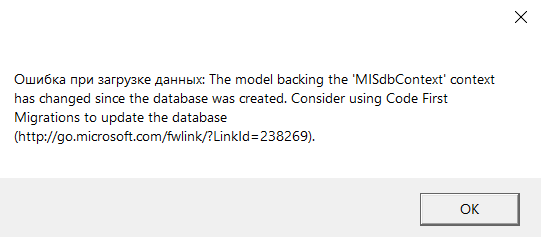 Ошибка при загрузке данных: The model backing the 'MISdbContext' context
has changed since the database was created. Consider using Code First
Migrations to update the database
(http://go.microsoft.com/fwlink/?LinkId=238269).
OK